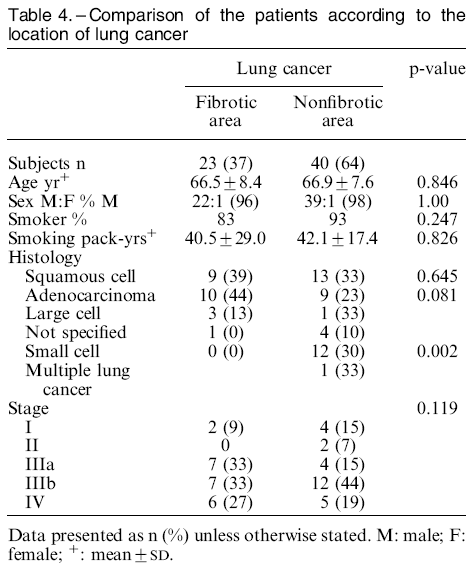 Table 4. – Comparison of the patients according to the
location of lung cancer
Lung cancer p-value
Fibrotic area Nonfibrotic area
Subjects n 23 (37) 40 (64)
Age yr+ 66.5±8.4 66.9±7.6 0.846
Sex M:F % M 22:1 (96) 39:1 (98) 1.00
Smoker % 83 93 0.247
Smoking pack-yrs+ 40.5±29.0 42.1±17.4 0.826
Histology
Squamous cell 9 (39) 13 (33) 0.645
Adenocarcinoma 10 (44) 9 (23) 0.081
Large cell 3 (13) 1 (33)
Not specified 1 (0) 4 (10)
Small cell 0 (0) 12 (30) 0.002
Multiple lung 1 (33)
cancer
Stage 0.119
I 2 (9) 4 (15)
II 0 2 (7)
IIIa 7 (33) 4 (15)
IIIb 7 (33) 12 (44)
IV 6 (27) 5 (19)
Data presented as n (%) unless otherwise stated. M: male; F:
female; +: mean±SD.